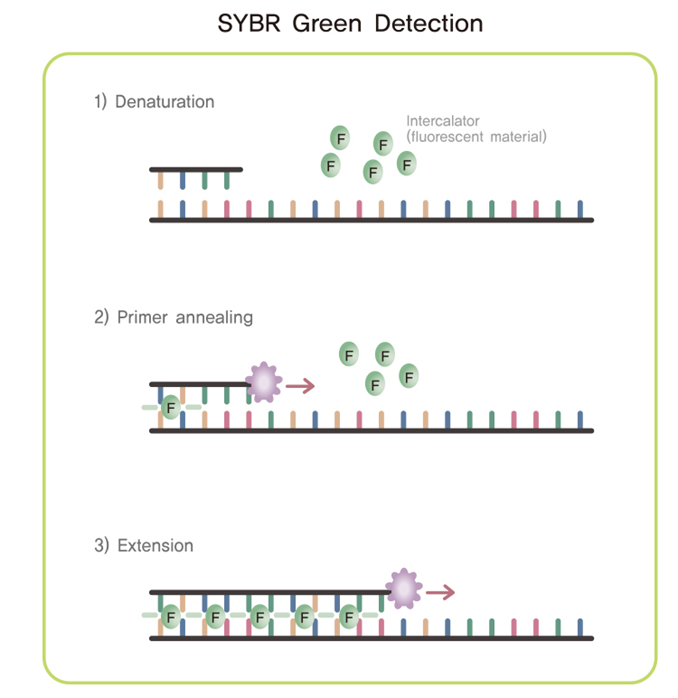 SYBR Green Detection
1) Denaturation
Intercalator
(fluorescent material)
F
F
F
F
F
2) Primer annealing
F
F
F
F
F
3) Extension
F
F
F
F
F